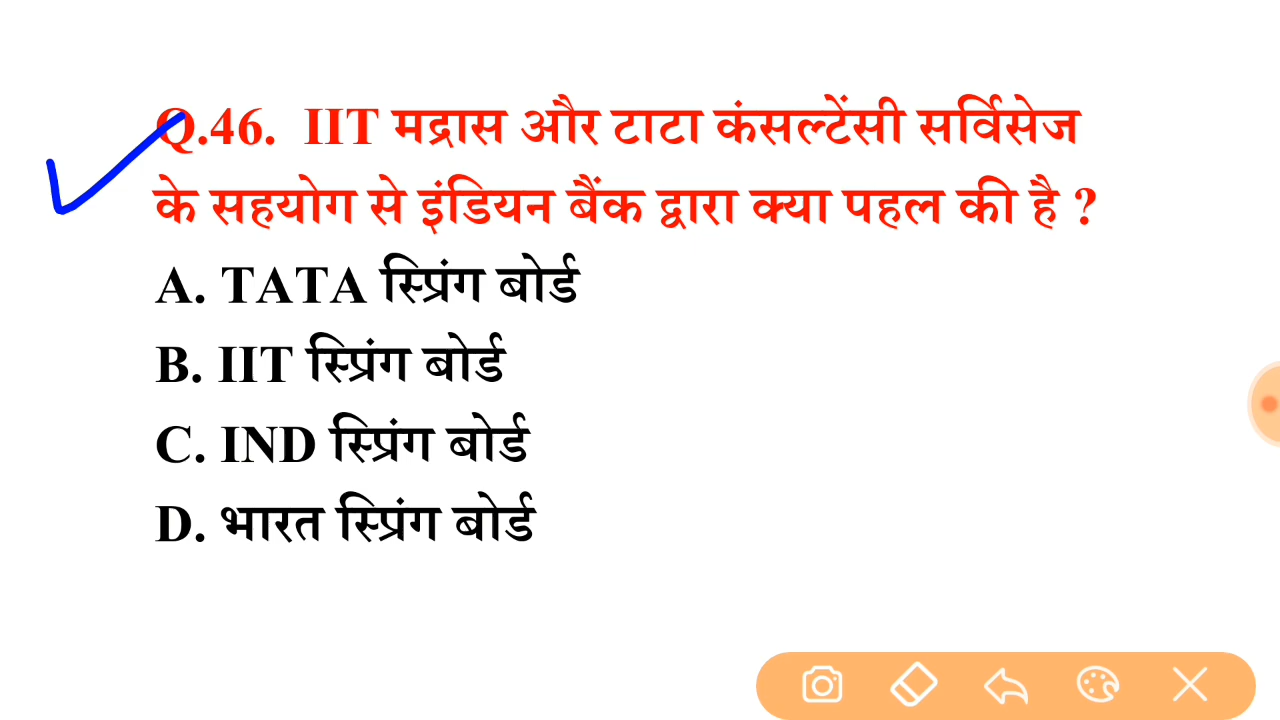 Q.46. IIT मद्रास और टाटा कंसल्टेंसी सर्विसेज
के सहयोग से इंडियन बैंक द्वारा क्या पहल की है ?
A. TATA स्प्रिंग बोर्ड
B. IIT स्प्रिंग बोर्ड
C. IND स्प्रिंग बोर्ड
D. भारत स्प्रिंग बोर्ड